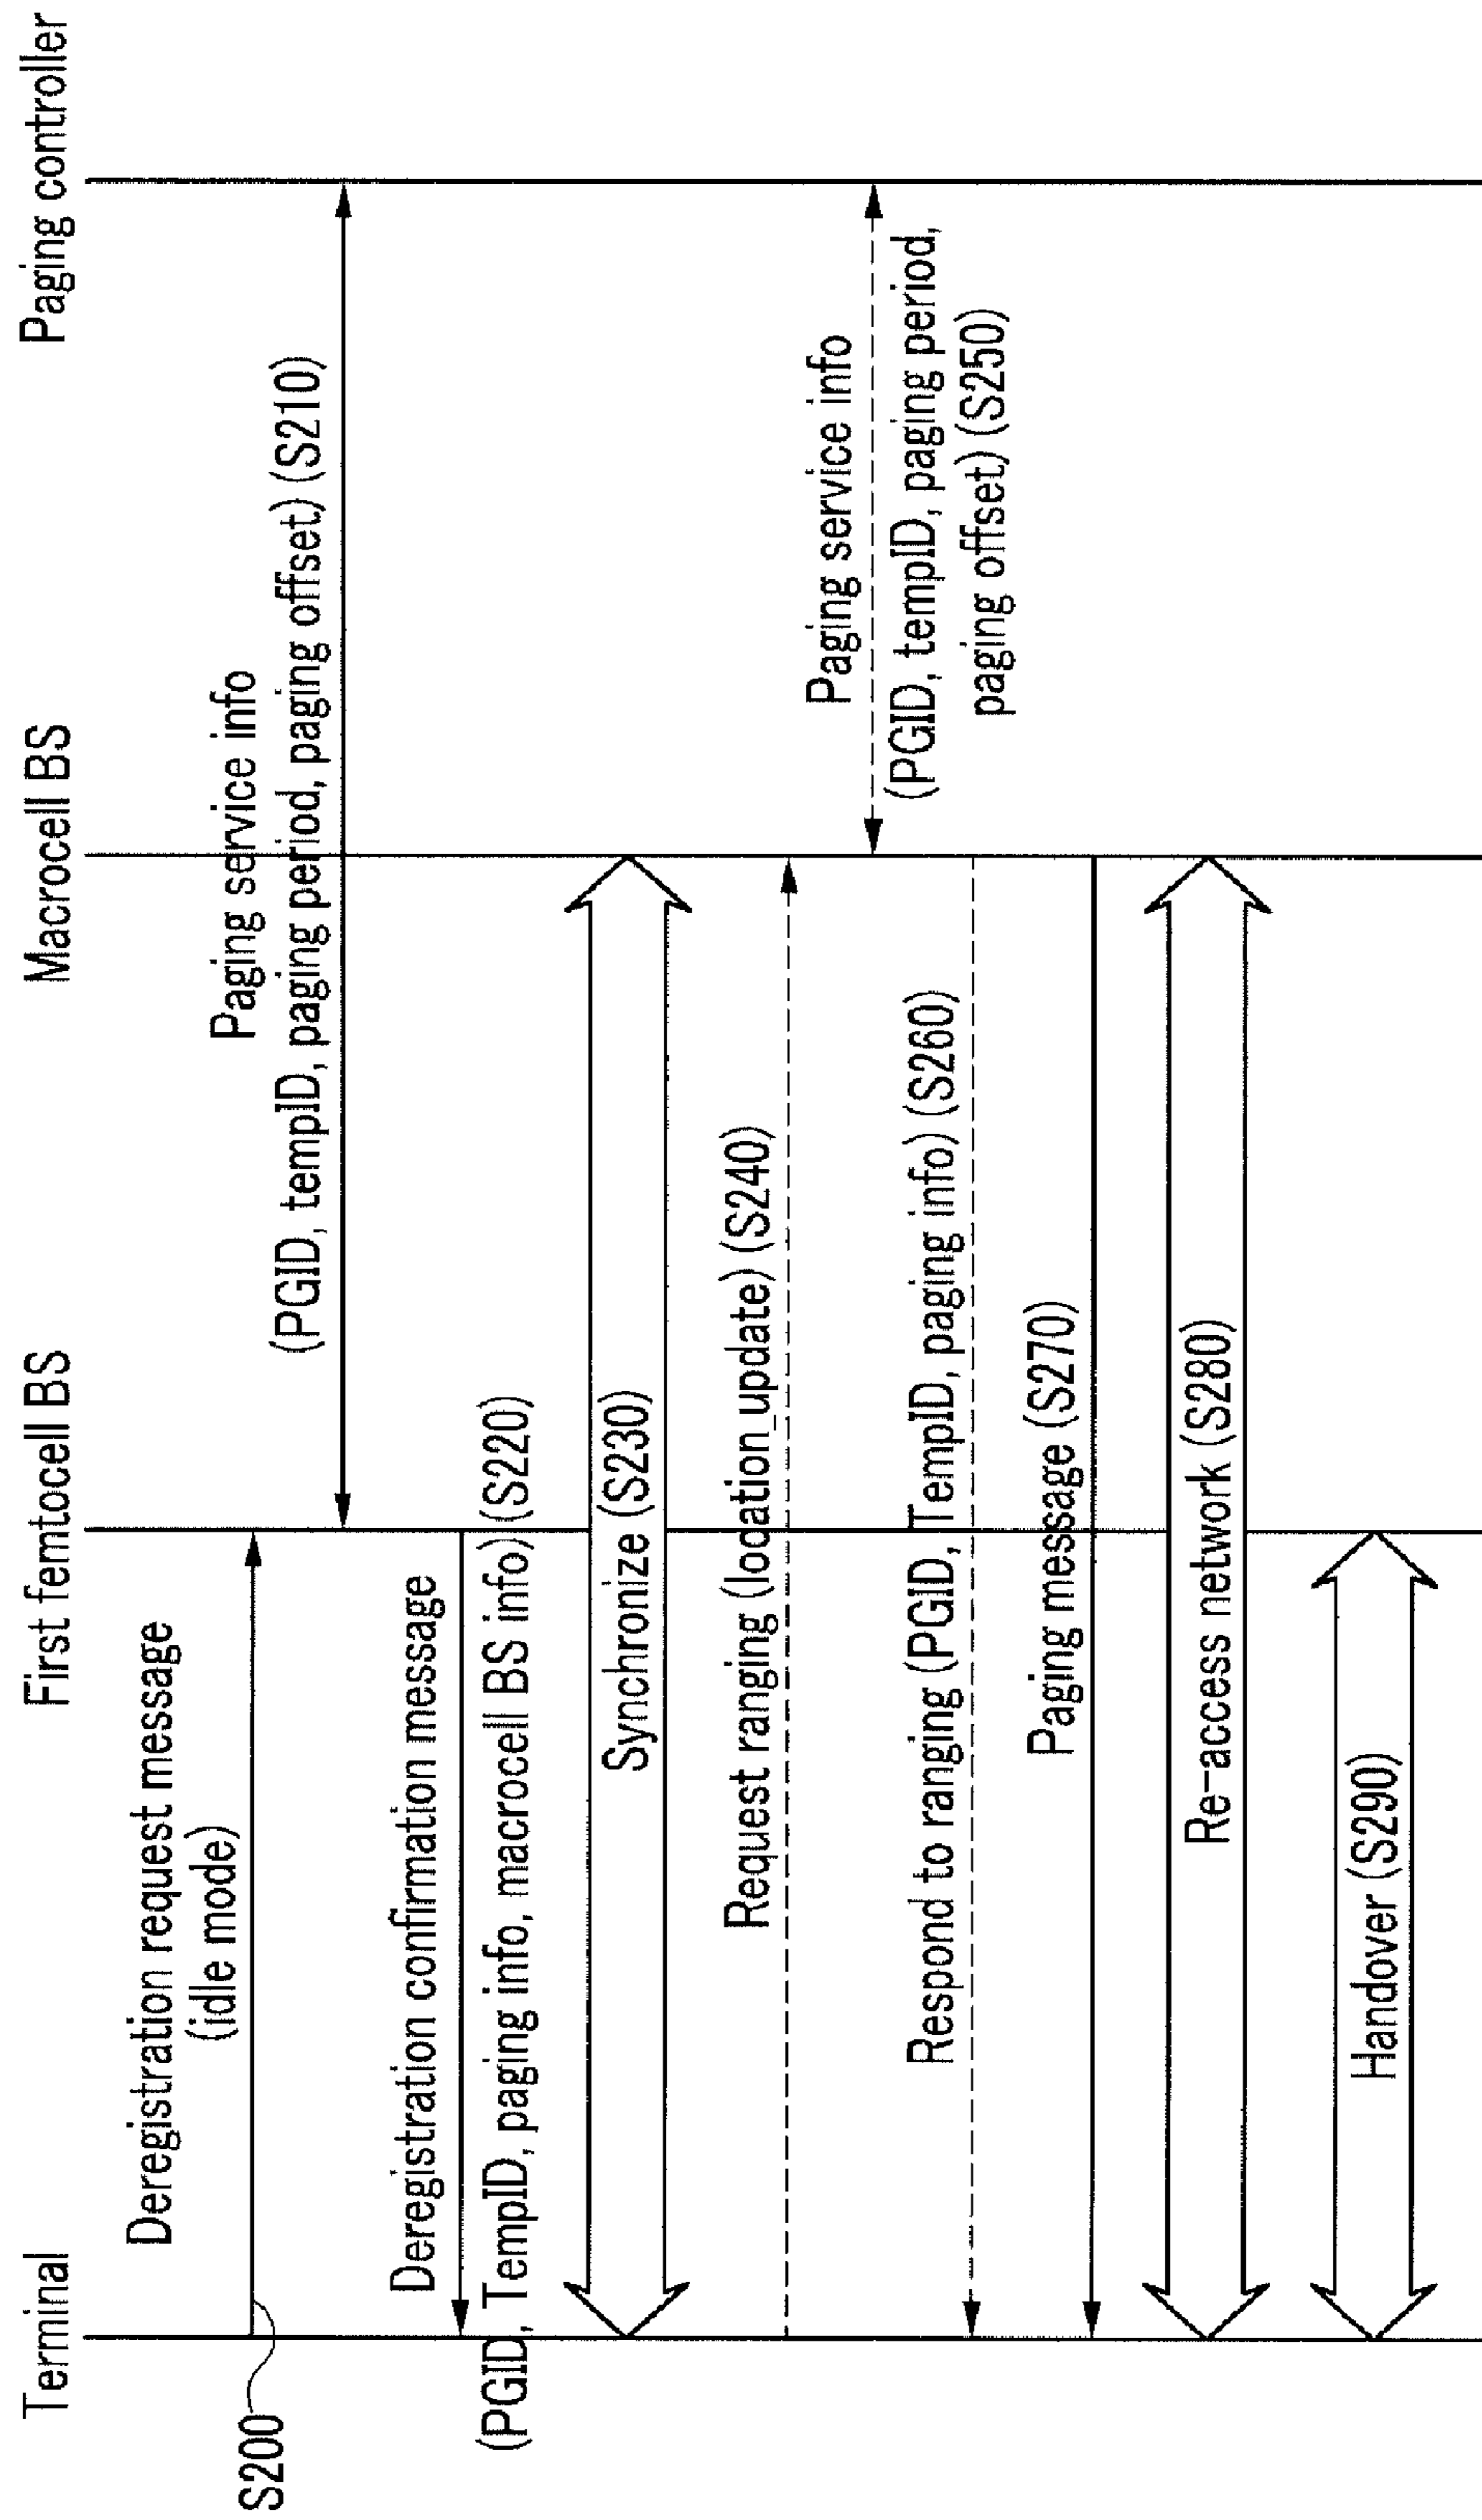 Terminal
First femtocell BS
Macrocell BS
Paging controller
Deregistration request message
(idle mode)
S200
Paging service info
(PGID, tempID, paging period, paging offset) (S210)
Deregistration confirmation message
(PGID, TempID, paging info, macrocell BS info) (S220)
Synchronize (S230)
Request ranging (location_update) (S240)
Paging service info
(PGID, tempID, paging period,
paging offset) (S250)
Respond to ranging (PGID, TempID, paging info) (S260)
Paging message (S270)
Re-access network (S280)
Handover (S290)